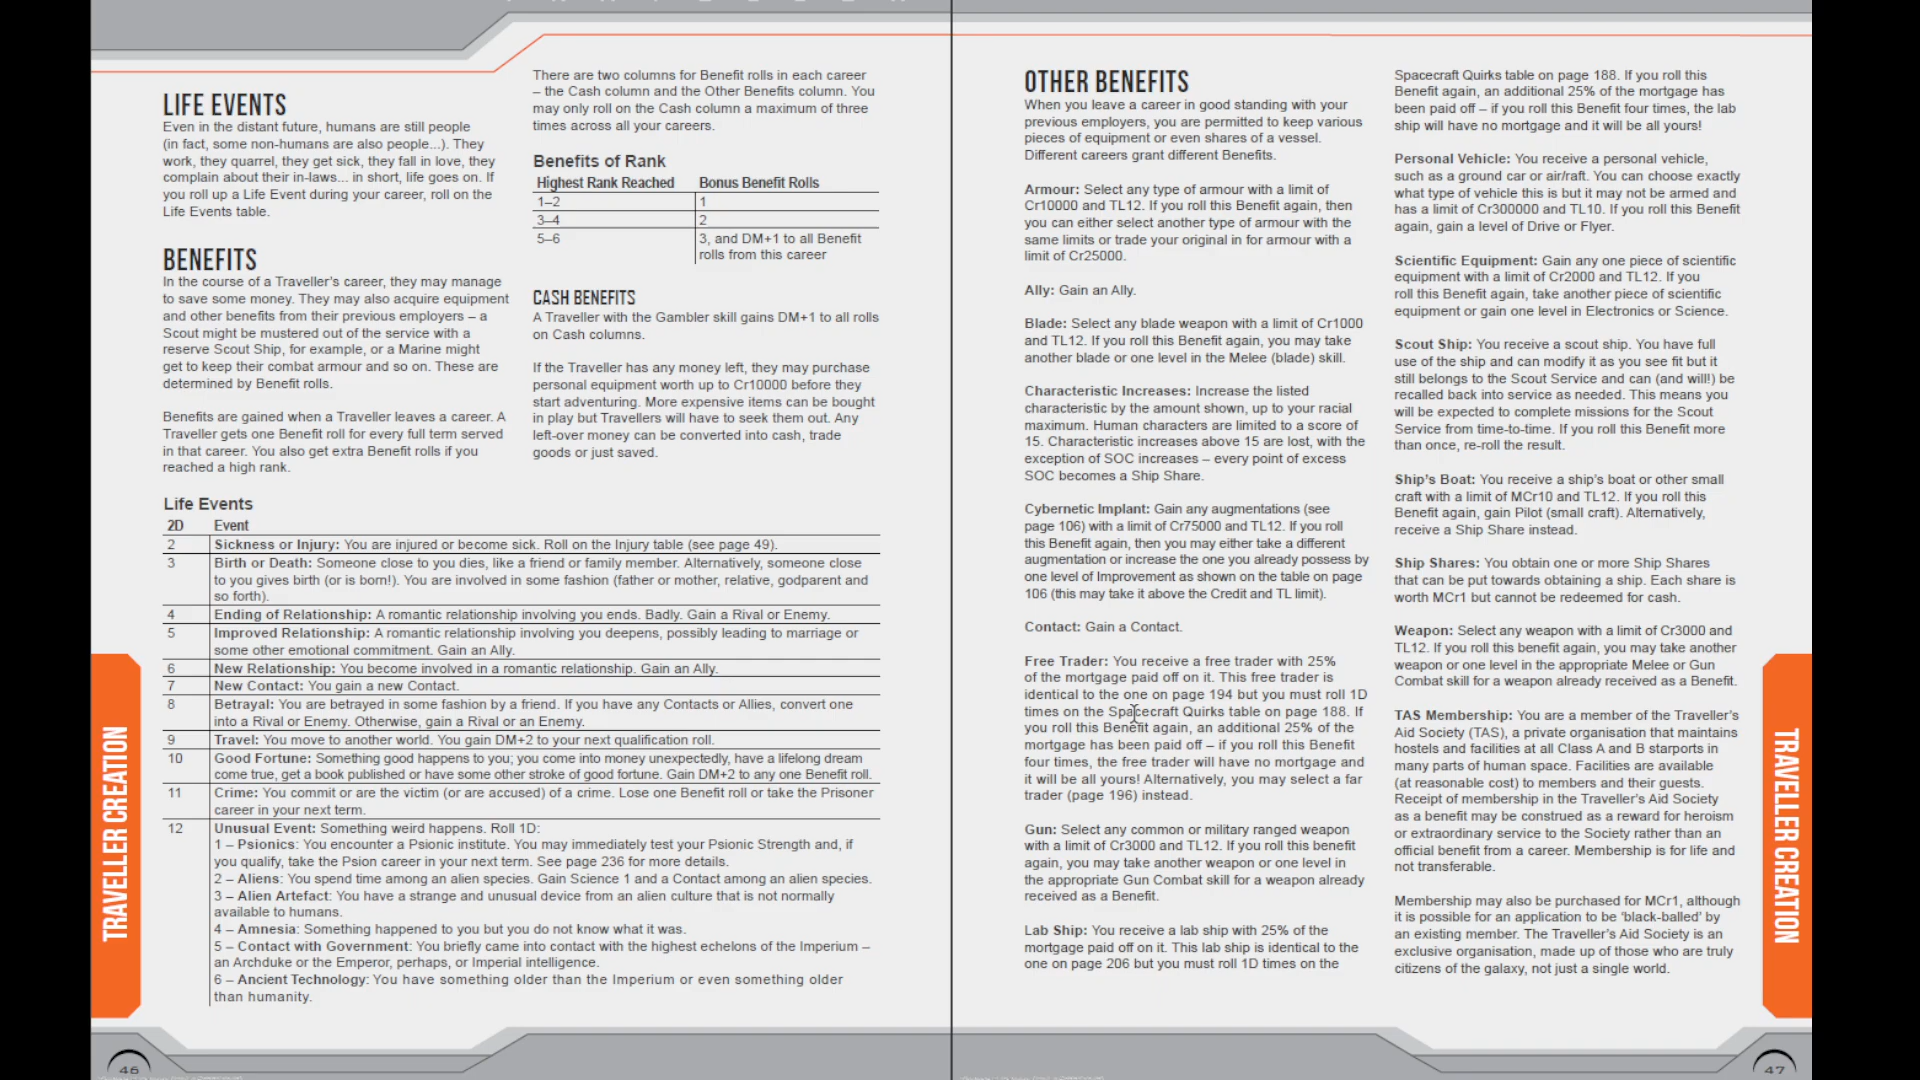 LIFE EVENTS
Even in the distant future, humans are still people
(in fact, some non-humans are also people...). They
work, they quarrel, they get sick, they fall in love, they
complain about their in-laws... in short, life goes on. If
you roll up a Life Event during your career, roll on the
Life Events table.
BENEFITS
In the course of a Traveller's career, they may manage
to save some money. They may also acquire equipment
and other benefits from their previous employers – a
Scout might be mustered out of the service with a
reserve Scout Ship, for example, or a Marine might
get to keep their combat armour and so on. These are
determined by Benefit rolls.
Benefits are gained when a Traveller leaves a career. A
Traveller gets one Benefit roll for every full term served
in that career. You also get extra Benefit rolls if you
reached a high rank.
There are two columns for Benefit rolls in each career
– the Cash column and the Other Benefits column. You
may only roll on the Cash column a maximum of three
times across all your careers.
Benefits of Rank
Highest Rank Reached Bonus Benefit Rolls
1–2 1
3–4 2
5–6 3, and DM+1 to all Benefit
rolls from this career
CASH BENEFITS
A Traveller with the Gambler skill gains DM+1 to all rolls
on Cash columns.
If the Traveller has any money left, they may purchase
personal equipment worth up to Cr10000 before they
start adventuring. More expensive items can be bought
in play but Travellers will have to seek them out. Any
left-over money can be converted into cash, trade
goods or just saved.
Life Events
2D Event
2 Sickness or Injury: You are injured or become sick. Roll on the Injury table (see page 49).
3 Birth or Death: Someone close to you dies, like a friend or family member. Alternatively, someone close
to you gives birth (or is born!). You are involved in some fashion (father or mother, relative, godparent and
so forth).
4 Ending of Relationship: A romantic relationship involving you ends. Badly. Gain a Rival or Enemy.
5 Improved Relationship: A romantic relationship involving you deepens, possibly leading to marriage or
some other emotional commitment. Gain an Ally.
6 New Relationship: You become involved in a romantic relationship. Gain an Ally.
7 New Contact: You gain a new Contact.
8 Betrayal: You are betrayed in some fashion by a friend. If you have any Contacts or Allies, convert one
into a Rival or Enemy. Otherwise, gain a Rival or an Enemy.
9 Travel: You move to another world. You gain DM+2 to your next qualification roll.
10 Good Fortune: Something good happens to you; you come into money unexpectedly, have a lifelong dream
come true, get a book published or have some other stroke of good fortune. Gain DM+2 to any one Benefit roll.
11 Crime: You commit or are the victim (or are accused) of a crime. Lose one Benefit roll or take the Prisoner
career in your next term.
12 Unusual Event: Something weird happens. Roll 1D:
1 – Psionics: You encounter a Psionic institute. You may immediately test your Psionic Strength and, if
you qualify, take the Psion career in your next term. See page 236 for more details.
2 – Aliens: You spend time among an alien species. Gain Science 1 and a Contact among an alien species.
3 – Alien Artefact: You have a strange and unusual device from an alien culture that is not normally
available to humans.
4 – Amnesia: Something happened to you but you do not know what it was.
5 – Contact with Government: You briefly came into contact with the highest echelons of the Imperium –
an Archduke or the Emperor, perhaps, or Imperial intelligence.
6 – Ancient Technology: You have something older than the Imperium or even something older
than humanity.
TRAVELLER CREATION
46
OTHER BENEFITS
When you leave a career in good standing with your
previous employers, you are permitted to keep various
pieces of equipment or even shares of a vessel.
Different careers grant different Benefits.
Armour: Select any type of armour with a limit of
Cr10000 and TL12. If you roll this Benefit again, then
you can either select another type of armour with the
same limits or trade your original in for armour with a
limit of Cr25000.
Ally: Gain an Ally.
Blade: Select any blade weapon with a limit of Cr1000
and TL12. If you roll this Benefit again, you may take
another blade or one level in the Melee (blade) skill.
Characteristic Increases: Increase the listed
characteristic by the amount shown, up to your racial
maximum. Human characters are limited to a score of
15. Characteristic increases above 15 are lost, with the
exception of SOC increases – every point of excess
SOC becomes a Ship Share.
Cybernetic Implant: Gain any augmentations (see
page 106) with a limit of Cr75000 and TL12. If you roll
this Benefit again, then you may either take a different
augmentation or increase the one you already possess by
one level of Improvement as shown on the table on page
106 (this may take it above the Credit and TL limit).
Contact: Gain a Contact.
Free Trader: You receive a free trader with 25%
of the mortgage paid off on it. This free trader is
identical to the one on page 194 but you must roll 1D
times on the Spacecraft Quirks table on page 188. If
you roll this Benefit again, an additional 25% of the
mortgage has been paid off – if you roll this Benefit
four times, the free trader will have no mortgage and
it will be all yours! Alternatively, you may select a far
trader (page 196) instead.
Gun: Select any common or military ranged weapon
with a limit of Cr3000 and TL12. If you roll this benefit
again, you may take another weapon or one level in
the appropriate Gun Combat skill for a weapon already
received as a Benefit.
Lab Ship: You receive a lab ship with 25% of the
mortgage paid off on it. This lab ship is identical to the
one on page 206 but you must roll 1D times on the
Spacecraft Quirks table on page 188. If you roll this
Benefit again, an additional 25% of the mortgage has
been paid off – if you roll this Benefit four times, the lab
ship will have no mortgage and it will be all yours!
Personal Vehicle: You receive a personal vehicle,
such as a ground car or air/raft. You can choose exactly
what type of vehicle this is but it may not be armed and
has a limit of Cr300000 and TL10. If you roll this Benefit
again, gain a level of Drive or Flyer.
Scientific Equipment: Gain any one piece of scientific
equipment with a limit of Cr2000 and TL12. If you
roll this Benefit again, take another piece of scientific
equipment or gain one level in Electronics or Science.
Scout Ship: You receive a scout ship. You have full
use of the ship and can modify it as you see fit but it
still belongs to the Scout Service and can (and will!) be
recalled back into service as needed. This means you
will be expected to complete missions for the Scout
Service from time-to-time. If you roll this Benefit more
than once, re-roll the result.
Ship's Boat: You receive a ship's boat or other small
craft with a limit of MCr10 and TL12. If you roll this
Benefit again, gain Pilot (small craft). Alternatively,
receive a Ship Share instead.
Ship Shares: You obtain one or more Ship Shares
that can be put towards obtaining a ship. Each share is
worth MCr1 but cannot be redeemed for cash.
Weapon: Select any weapon with a limit of Cr3000 and
TL12. If you roll this benefit again, you may take another
weapon or one level in the appropriate Melee or Gun
Combat skill for a weapon already received as a Benefit.
TAS Membership: You are a member of the Traveller's
Aid Society (TAS), a private organisation that maintains
hostels and facilities at all Class A and B starports in
many parts of human space. Facilities are available
(at reasonable cost) to members and their guests.
Receipt of membership in the Traveller's Aid Society
as a benefit may be construed as a reward for heroism
or extraordinary service to the Society rather than an
official benefit from a career. Membership is for life and
not transferable.
Membership may also be purchased for MCr1, although
it is possible for an application to be 'black-balled' by
an existing member. The Traveller's Aid Society is an
exclusive organisation, made up of those who are truly
citizens of the galaxy, not just a single world.
TRAVELLER CREATION
47